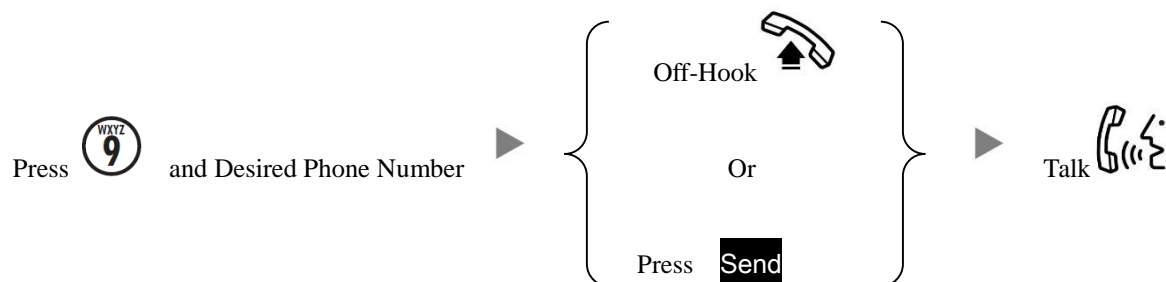 Off-Hook
WXYZ
Press 9 and Desired Phone Number
Or
Talk
Press Send